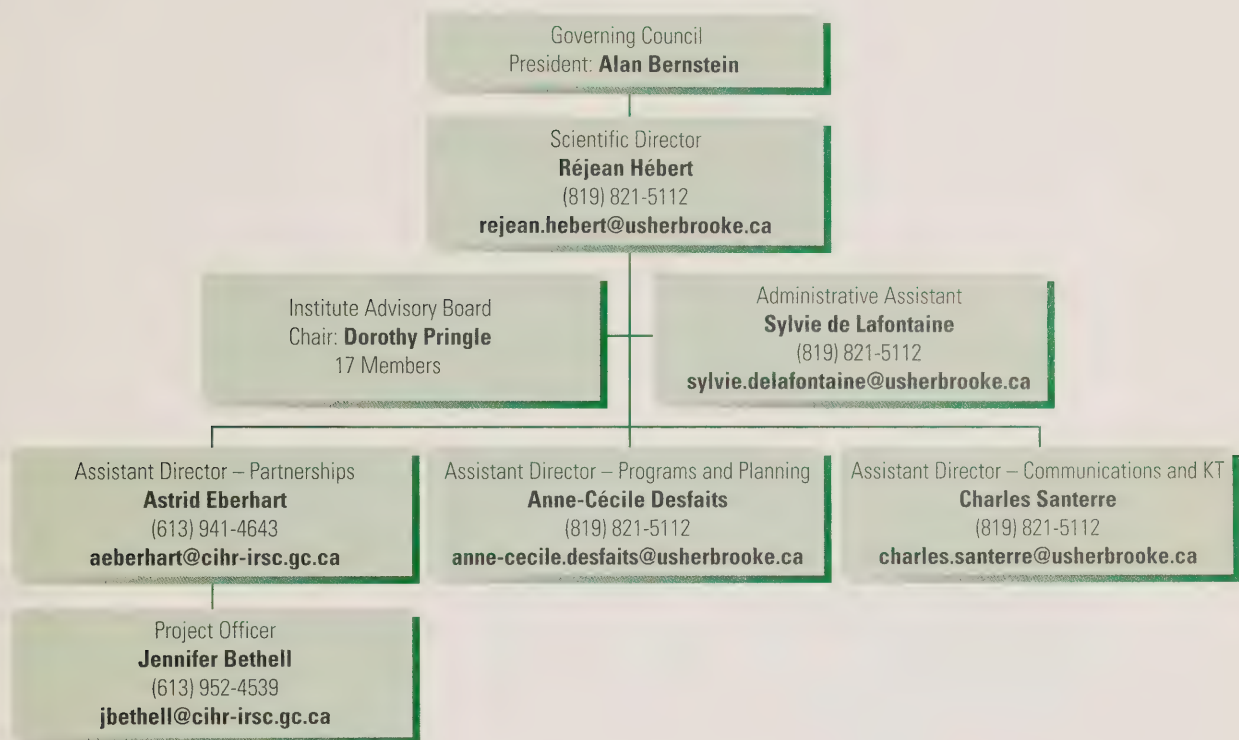 Governing Council
President: Alan Bernstein
Scientific Director
Réjean Hébert
(819) 821-5112
rejean.hebert@usherbrooke.ca
Institute Advisory Board
Chair: Dorothy Pringle
17 Members
Administrative Assistant
Sylvie de Lafontaine
(819) 821-5112
sylvie.delafontaine@usherbrooke.ca
Assistant Director – Partnerships
Astrid Eberhart
(613) 941-4643
aeberhart@cihr-irsc.gc.ca
Assistant Director – Programs and Planning
Anne-Cécile Desfaits
(819) 821-5112
anne-cecile.desfaits@usherbrooke.ca
Assistant Director – Communications and KT
Charles Santerre
(819) 821-5112
charles.santerre@usherbrooke.ca
Project Officer
Jennifer Bethell
(613) 952-4539
jbethell@cihr-irsc.gc.ca